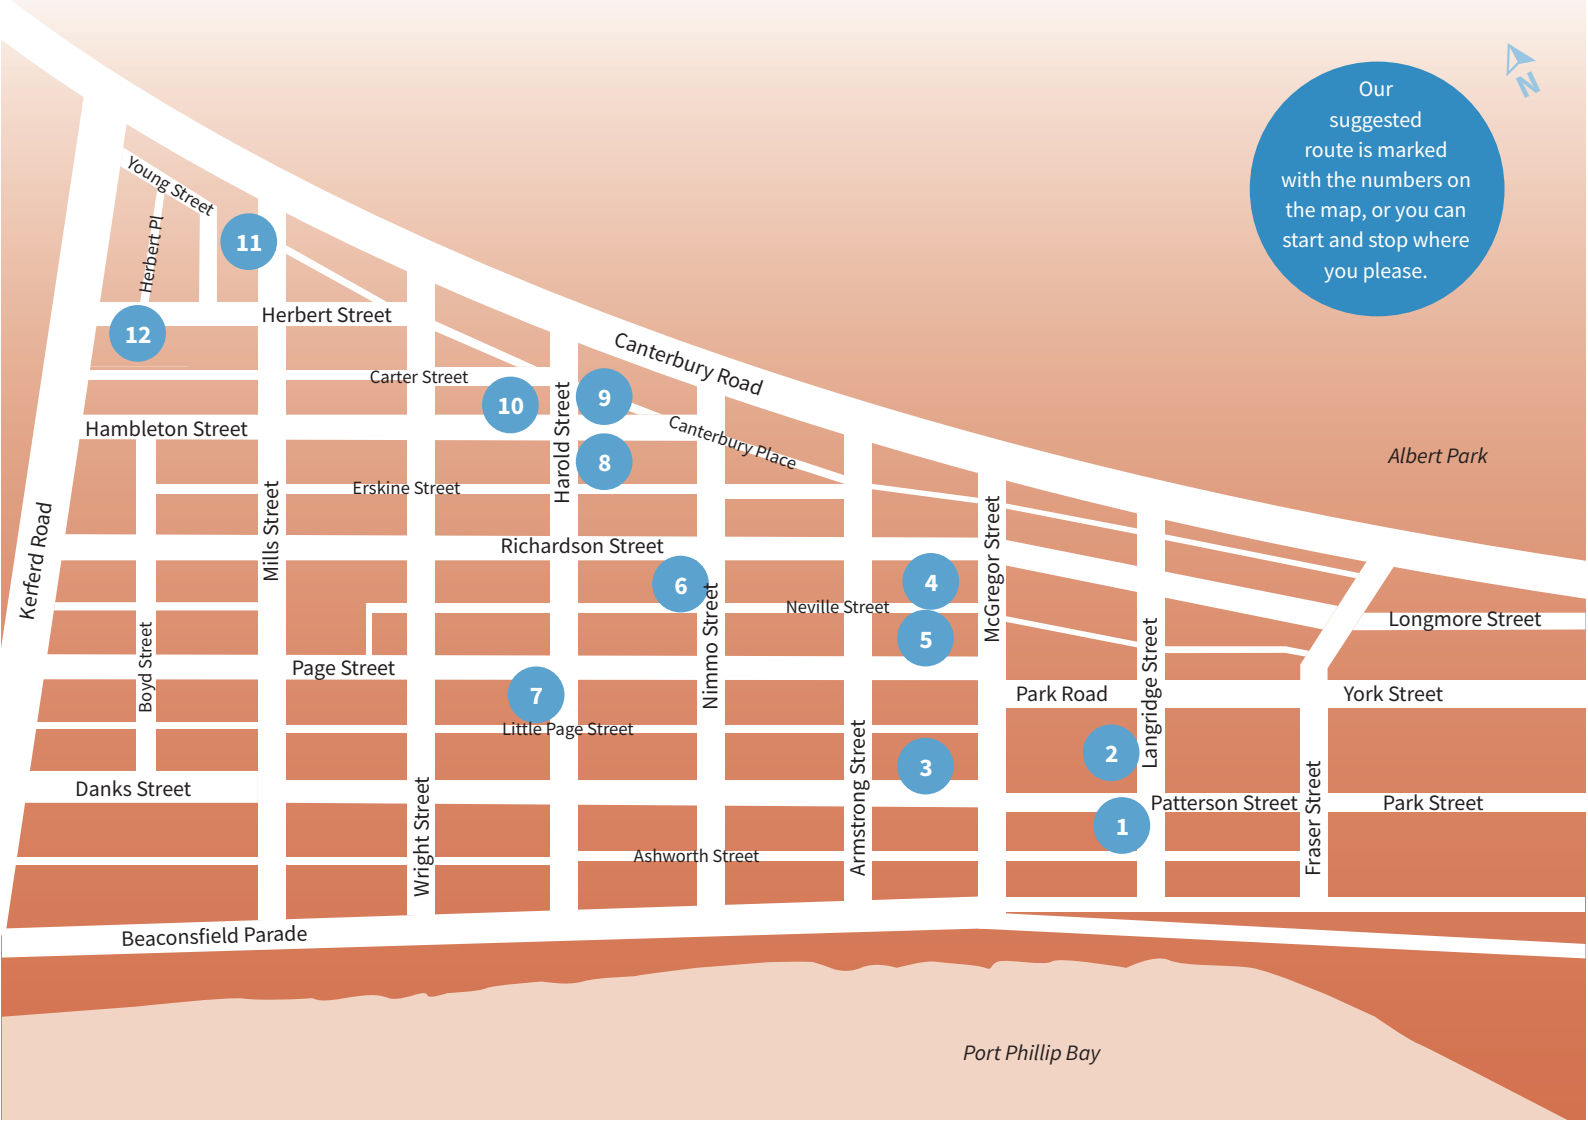 N
Our
suggested
route is marked
with the numbers on
the map, or you can
start and stop where
you please.
Young Street
Herbert Pl
11
12
Herbert Street
Canterbury Road
Carter Street
10
9
Harold Street
Hambleton Street
Canterbury Place
8
Albert Park
Erskine Street
Mills Street
Kerferd Road
Richardson Street
McGregor Street
6
4
Neville Street
Nimmo Street
5
Longmore Street
Boyd Street
Page Street
7
Langridge Street
Park Road
York Street
Little Page Street
2
3
Armstrong Street
Danks Street
Wright Street
Patterson Street
Fraser Street
Park Street
1
Ashworth Street
Beaconsfield Parade
Port Phillip Bay